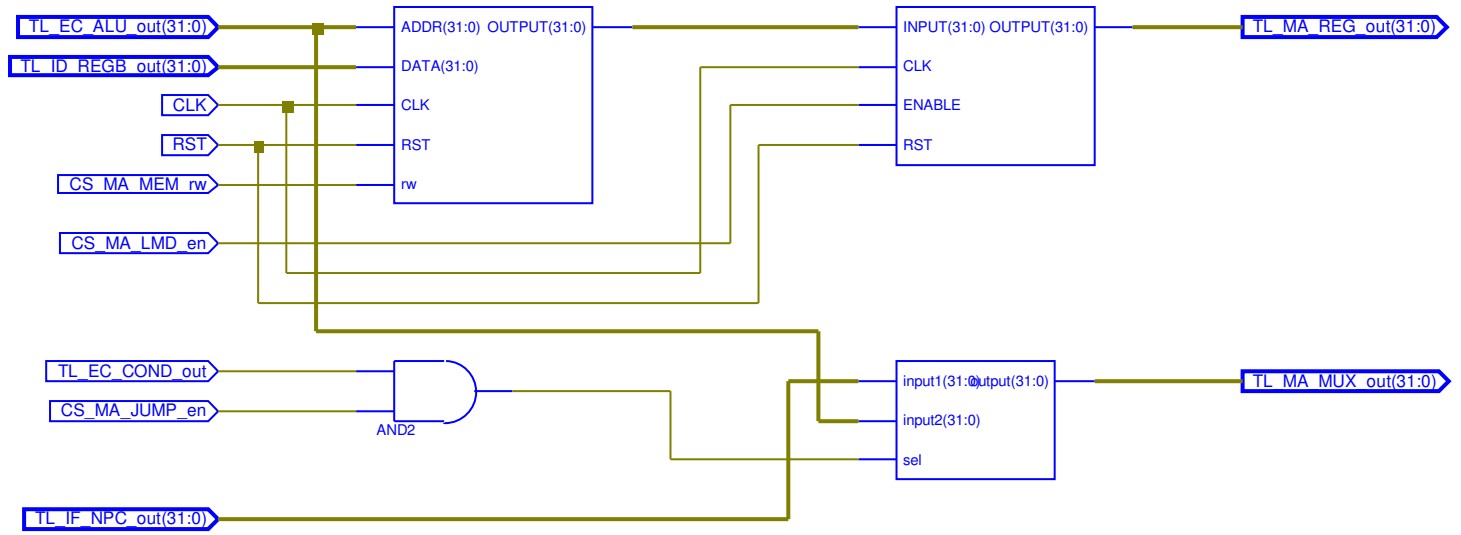 TL_EC_ALU_out(31:0)
ADDR(31:0) OUTPUT(31:0)
INPUT(31:0) OUTPUT(31:0)
TL_MA_REG_out(31:0)
TL_ID_REGB_out(31:0)
DATA(31:0)
CLK
CLK
CLK
ENABLE
RST
RST
RST
CS_MA_MEM_rw
rw
CS_MA_LMD_en
TL_EC_COND_out
input1(31:0)
output(31:0)
TL_MA_MUX_out(31:0)
CS_MA_JUMP_en
AND2
input2(31:0)
sel
TL_IF_NPC_out(31:0)